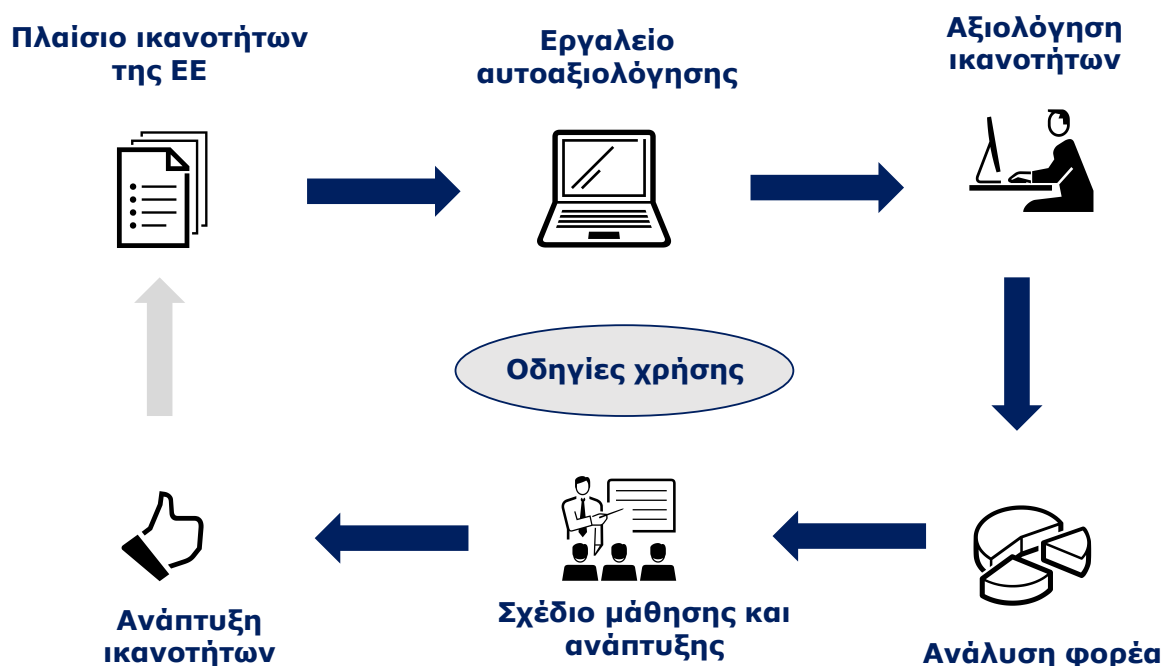 Πλαίσιο ικανοτήτων
της ΕΕ
Εργαλείο
αυτοαξιολόγησης
Αξιολόγηση
ικανοτήτων
Οδηγίες χρήσης
Ανάπτυξη
ικανοτήτων
Σχέδιο μάθησης και
ανάπτυξης
Ανάλυση φορέα